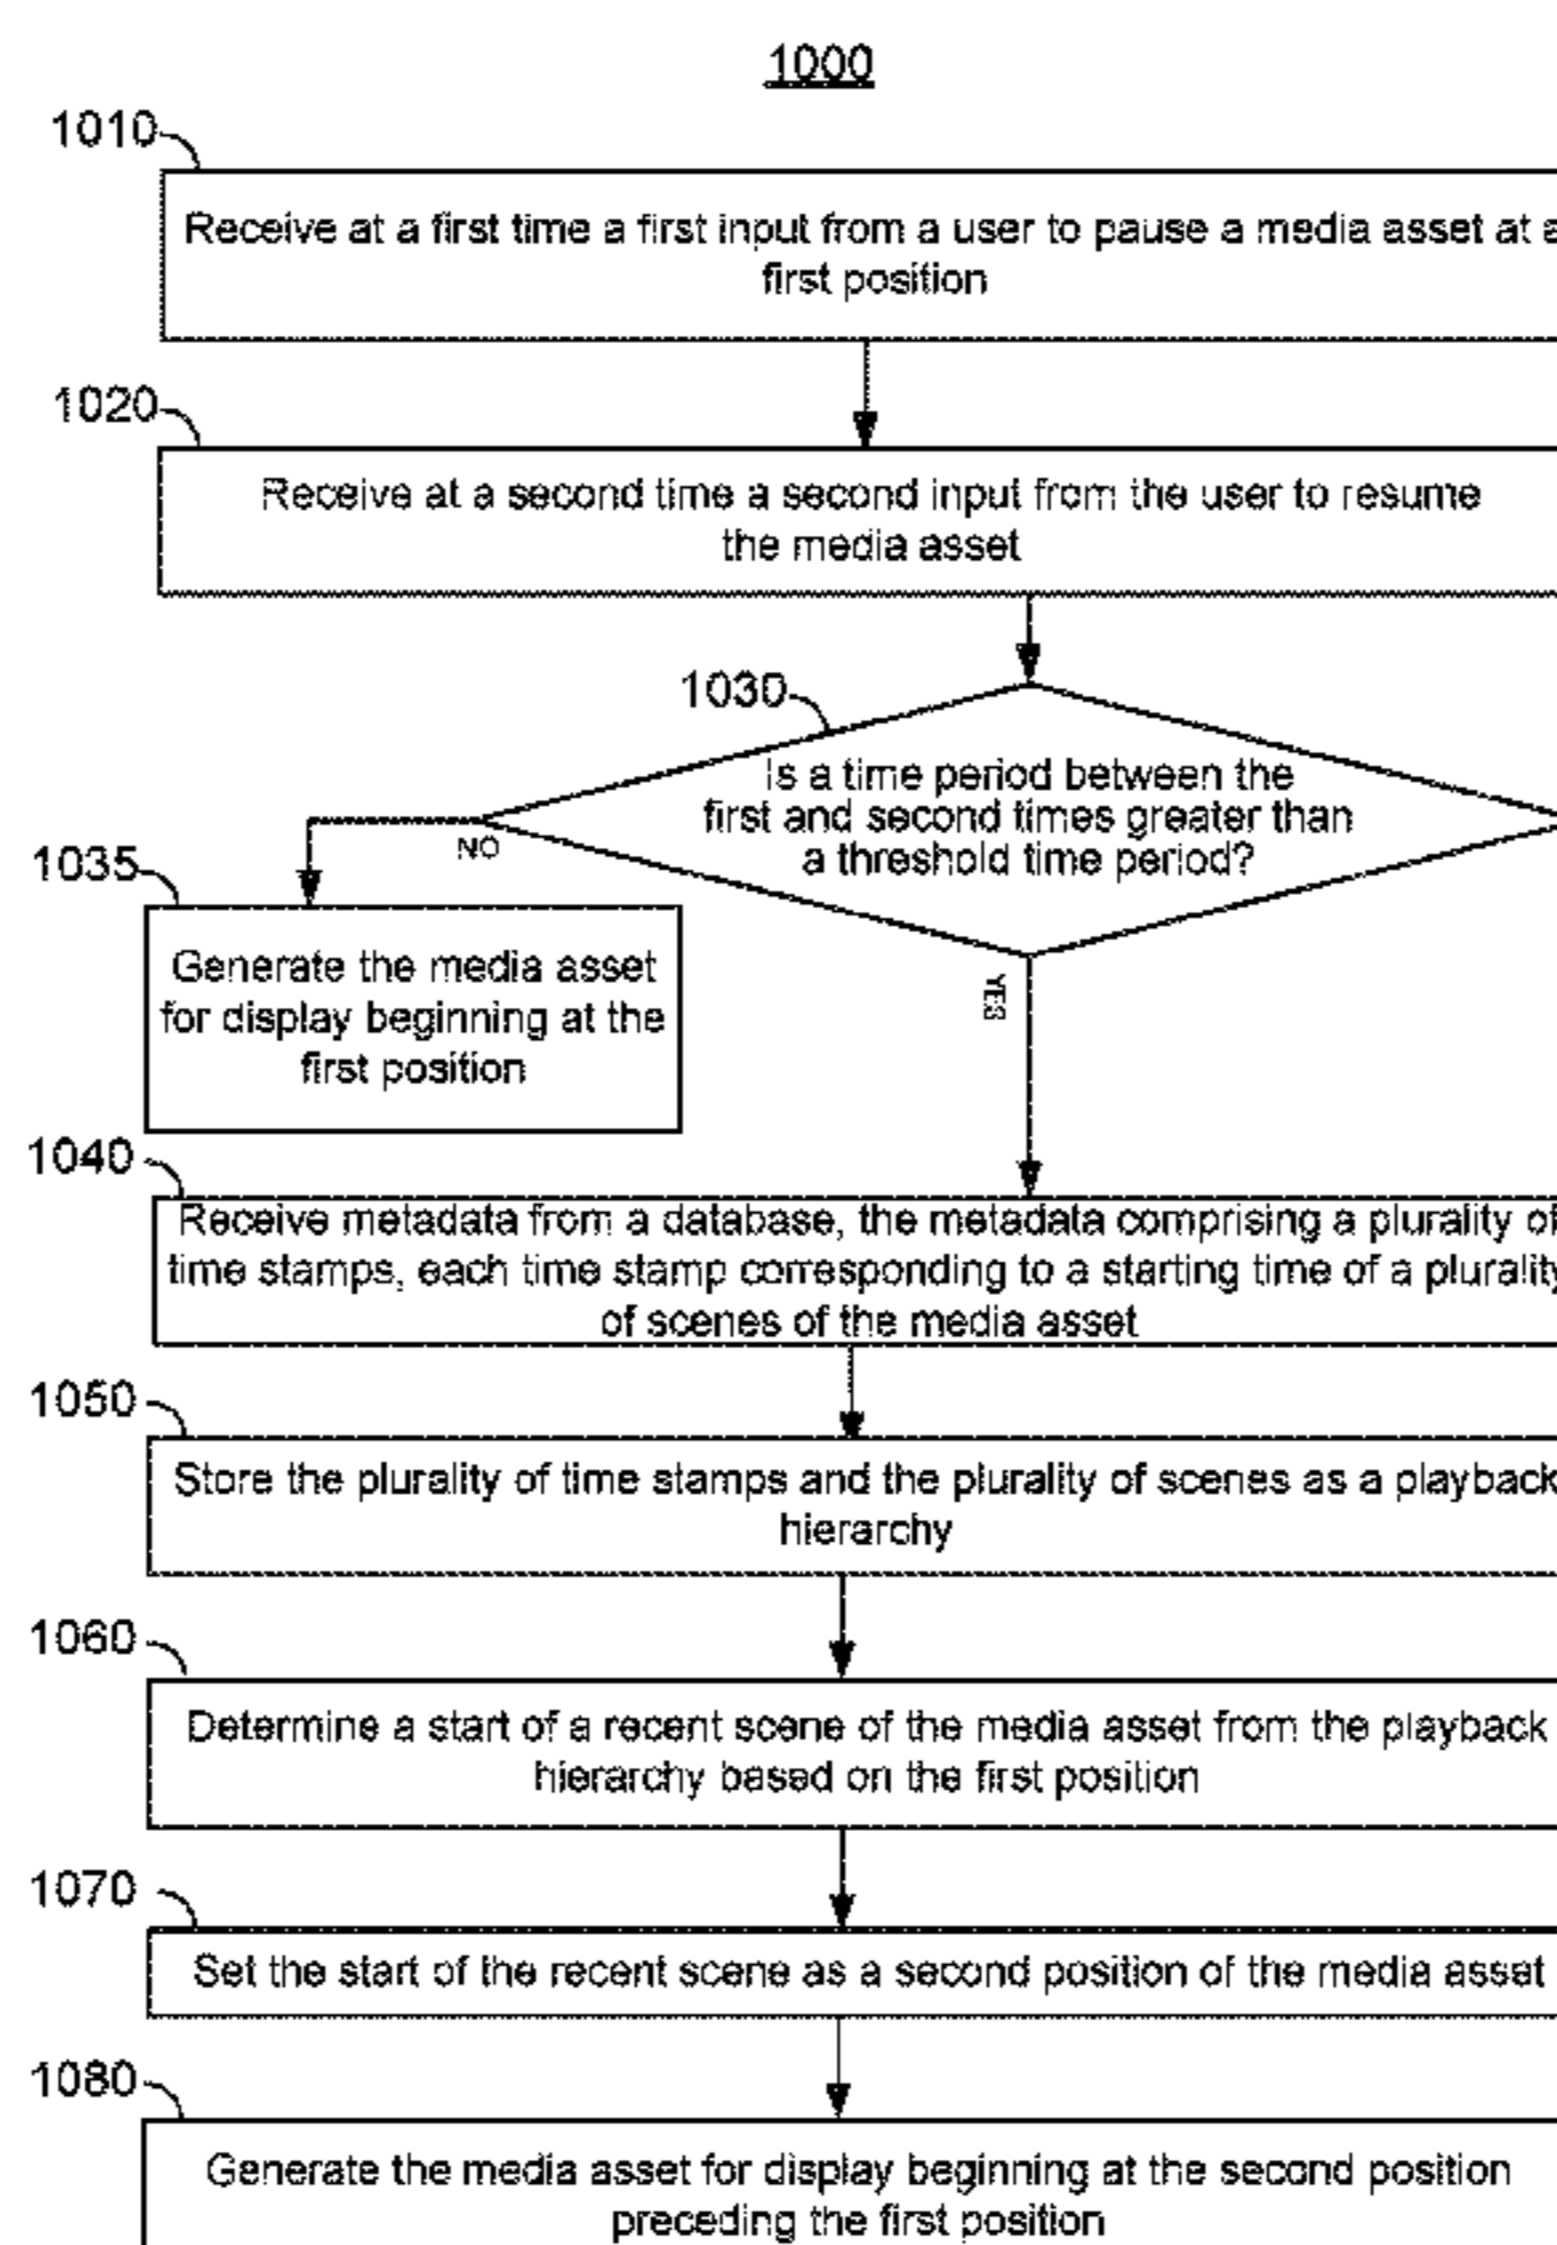 1000
1010
Receive at a first time a first input from a user to pause a media asset at a
first position
1020
Receive at a second time a second input from the user to resume
the media asset
1030
Is a time period between the
first and second times greater than
a threshold time period?
NO
YES
1035
Generate the media asset
for display beginning at the
first position
1040
Receive metadata from a database, the metadata comprising a plurality of
time stamps, each time stamp corresponding to a starting time of a plurality
of scenes of the media asset
1050
Store the plurality of time stamps and the plurality of scenes as a playback
hierarchy
1060
Determine a start of a recent scene of the media asset from the playback
hierarchy based on the first position
1070
Set the start of the recent scene as a second position of the media asset
1080
Generate the media asset for display beginning at the second position
preceding the first position